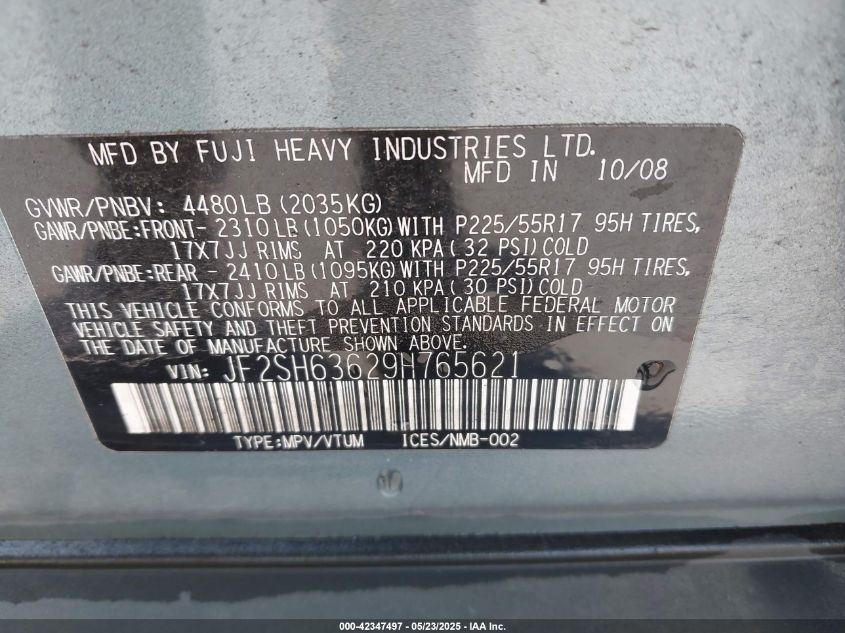 MFD BY FUJI HEAVY INDUSTRIES LTD.
MFD IN 10/08
GVWR/PNBV: 4480LB (2035KG)
GAWR/PNBE:FRONT- 2310LB (1050KG) WITH P225/55R17 95H TIRES,
17X7JJ RIMS AT 220 KPA ( 32 PSI) COLD
GAWR/PNBE:REAR - 2410LB (1095KG) WITH P225/55R17 95H TIRES,
17X7JJ RIMS AT 210 KPA ( 30 PSI) COLD
THIS VEHICLE CONFORMS TO ALL APPLICABLE FEDERAL MOTOR
VEHICLE SAFETY AND THEFT PREVENTION STANDARDS IN EFFECT ON
THE DATE OF MANUFACTURE SHOWN ABOVE.
VIN: JF2SH63629H765621
TYPE:MPV/VTUM ICES/NMB-002
000-42347497 - 05/23/2025 - IAA Inc.